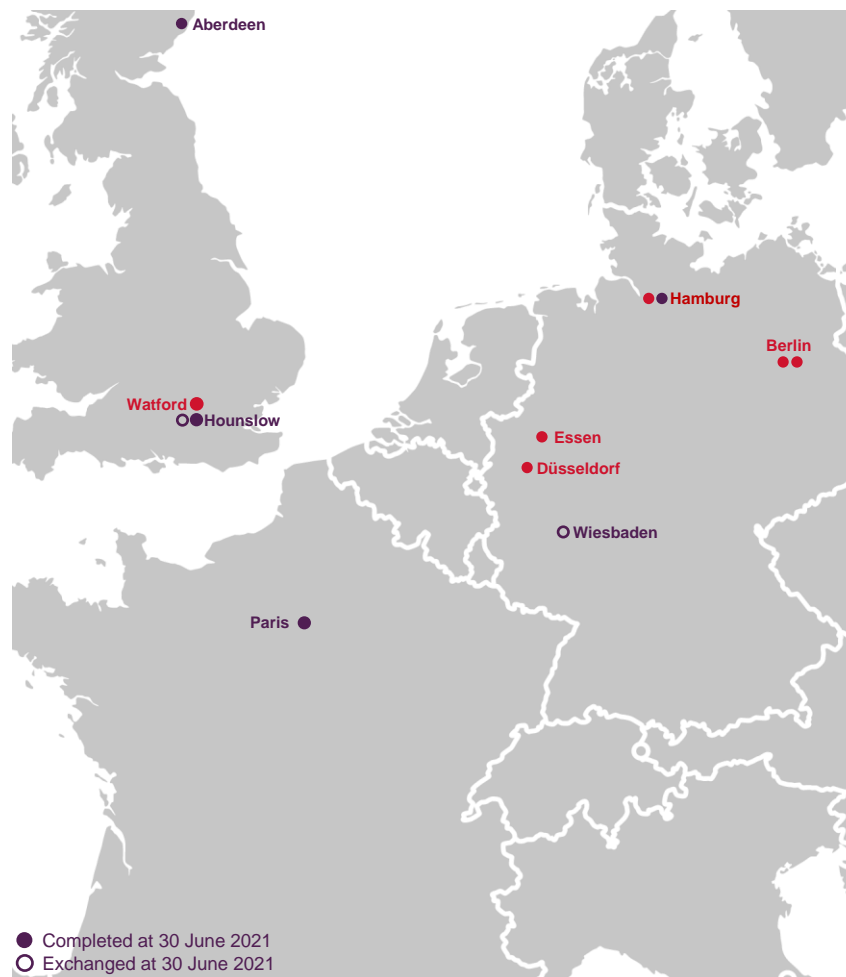 Aberdeen
Hamburg
Berlin
Watford
Hounslow
Essen
Düsseldorf
Wiesbaden
Paris
Completed at 30 June 2021
Exchanged at 30 June 2021